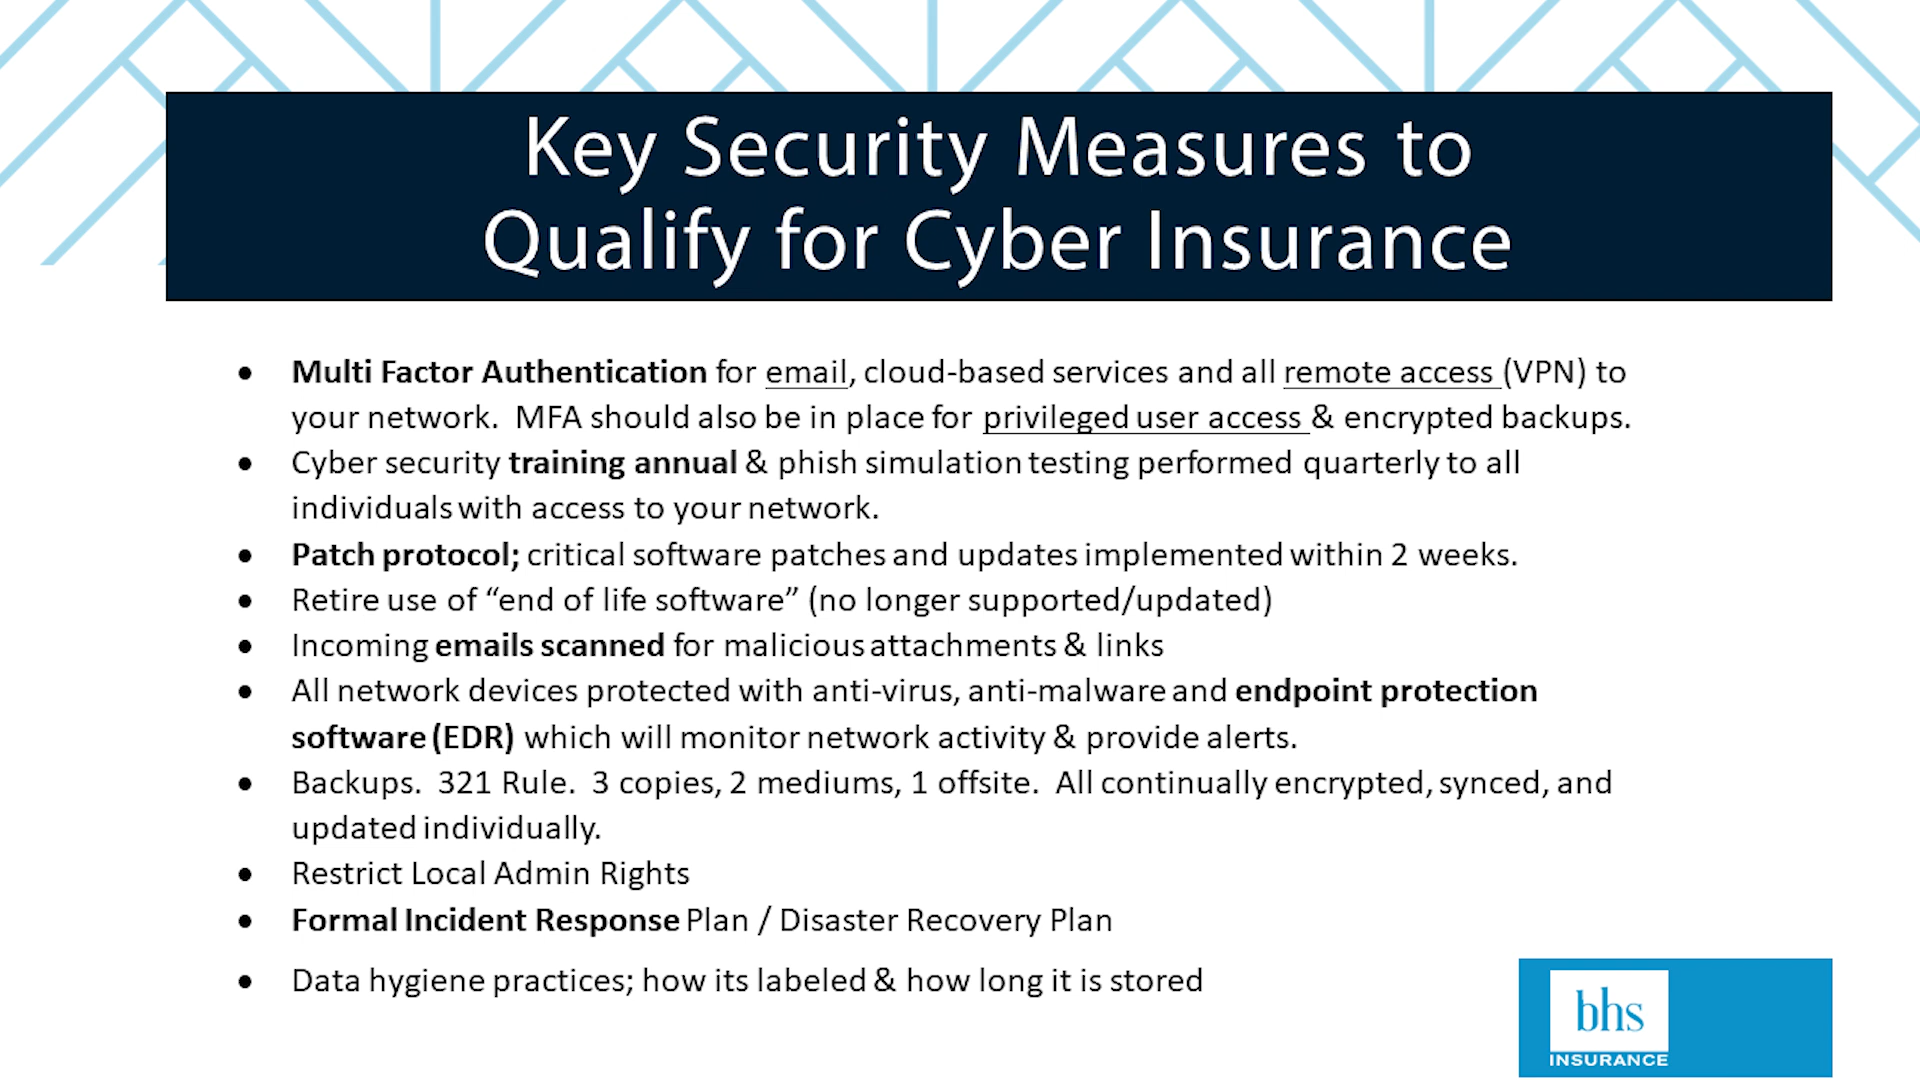 Key Security Measures to
Qualify for Cyber Insurance
• Multi Factor Authentication for email, cloud-based services and all remote access (VPN) to
your network. MFA should also be in place for privileged user access & encrypted backups.
• Cyber security training annual & phish simulation testing performed quarterly to all
individuals with access to your network.
• Patch protocol; critical software patches and updates implemented within 2 weeks.
• Retire use of “end of life software” (no longer supported/updated)
• Incoming emails scanned for malicious attachments & links
• All network devices protected with anti-virus, anti-malware and endpoint protection
software (EDR) which will monitor network activity & provide alerts.
• Backups. 321 Rule. 3 copies, 2 mediums, 1 offsite. All continually encrypted, synced, and
updated individually.
• Restrict Local Admin Rights
• Formal Incident Response Plan / Disaster Recovery Plan
• Data hygiene practices; how its labeled & how long it is stored
bhs
INSURANCE